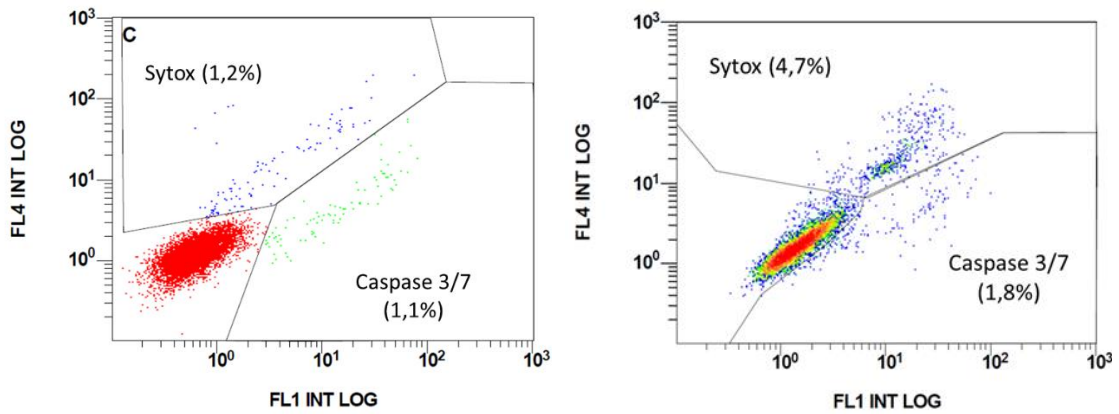 10³
C
Sytox (1,2%)
10²
10¹
10⁰
Caspase 3/7
(1,1%)
10⁰ 10¹ 10² 10³
FL4 INT LOG
FL1 INT LOG
10³
Sytox (4,7%)
10²
10¹
10⁰
Caspase 3/7
(1,8%)
10⁰ 10¹ 10² 10³
FL4 INT LOG
FL1 INT LOG